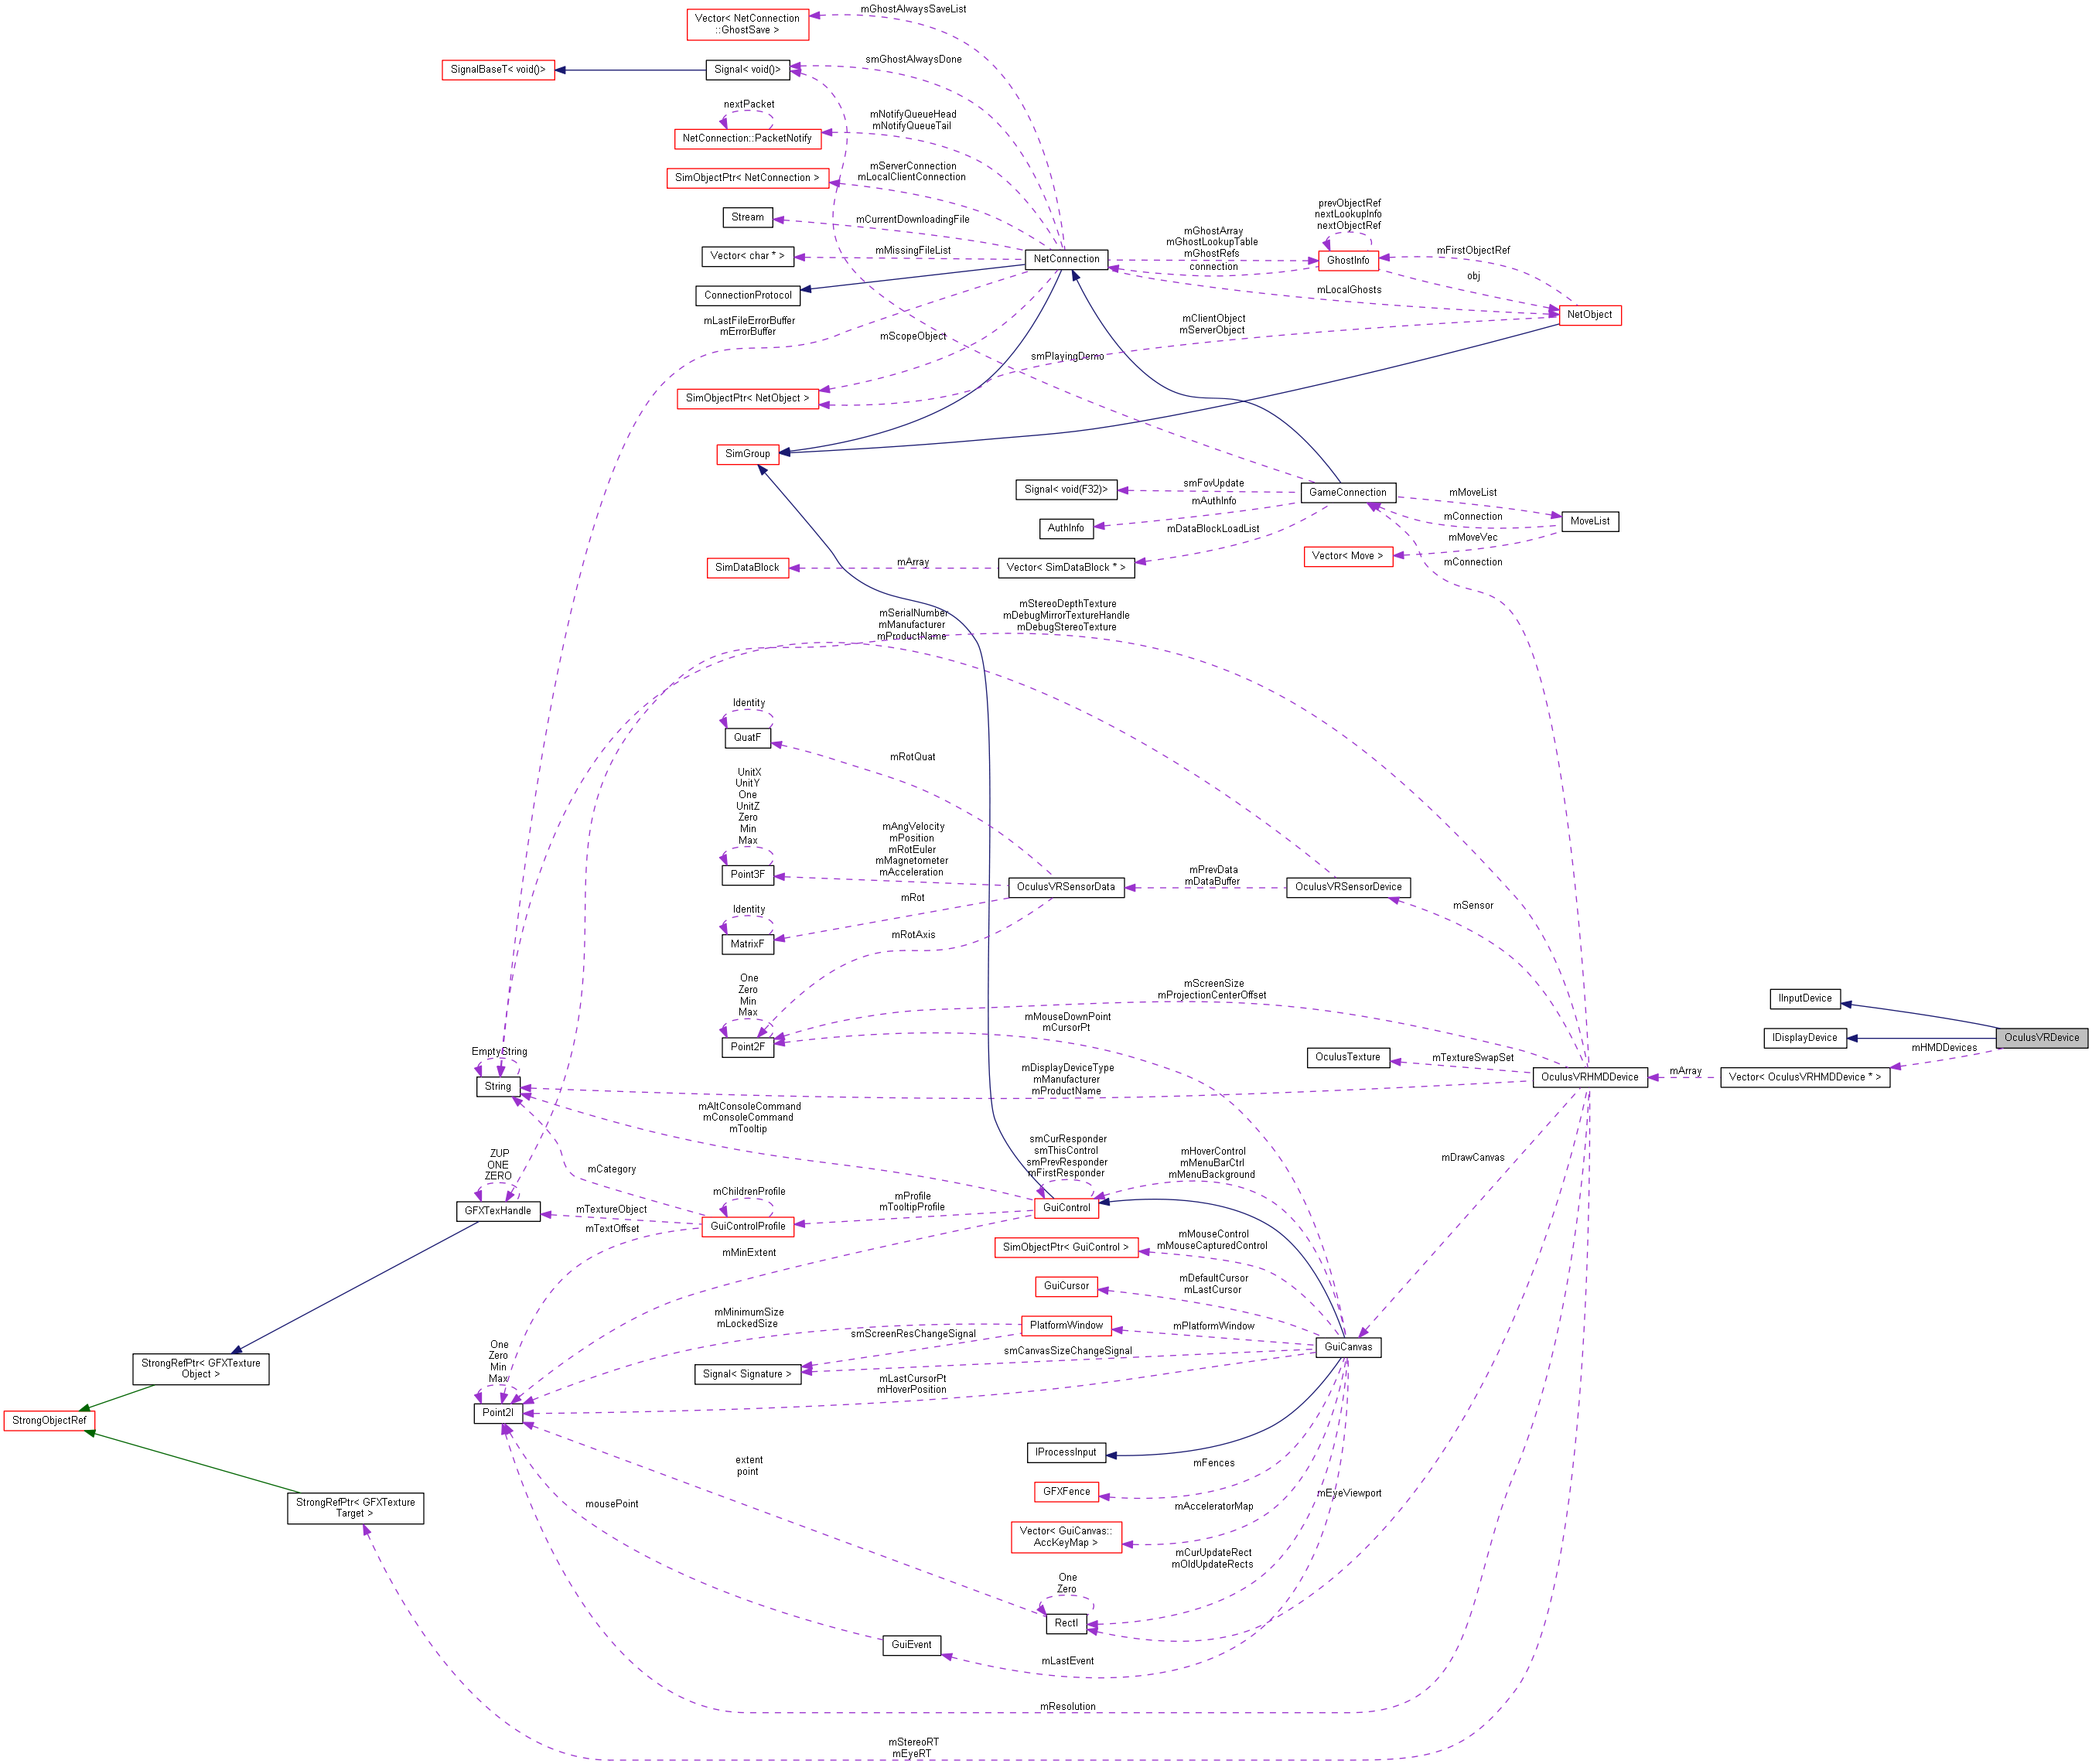 mGhostAlwaysSaveList
Vector< NetConnection
::GhostSave >
smGhostAlwaysDone
SignalBaseT< void()>
Signal< void()>
nextPacket
mNotifyQueueHead
mNotifyQueueTail
NetConnection::PacketNotify
mServerConnection
mLocalClientConnection
SimObjectPtr< NetConnection >
Stream
mCurrentDownloadingFile
prevObjectRef
nextLookupInfo
nextObjectRef
mGhostArray
mGhostLookupTable
mGhostRefs
Vector< char * >
mMissingFileList
NetConnection
GhostInfo
mFirstObjectRef
connection
obj
ConnectionProtocol
mLocalGhosts
mLastFileErrorBuffer
mErrorBuffer
mClientObject
mServerObject
NetObject
mScopeObject
smPlayingDemo
SimObjectPtr< NetObject >
SimGroup
Signal< void(F32)>
smFovUpdate
GameConnection
mMoveList
mAuthInfo
AuthInfo
mConnection
MoveList
mDataBlockLoadList
mMoveVec
Vector< Move >
mConnection
SimDataBlock
mArray
Vector< SimDataBlock * >
mSerialNumber
mManufacturer
mProductName
mStereoDepthTexture
mDebugMirrorTextureHandle
mDebugStereoTexture
Identity
QuatF
mRotQuat
UnitX
UnitY
One
UnitZ
Zero
Min
Max
Point3F
mAngVelocity
mPosition
mRotEuler
mMagnetometer
mAcceleration
OculusVRSensorData
mPrevData
mDataBuffer
OculusVRSensorDevice
mRot
Identity
MatrixF
mRotAxis
mSensor
One
Zero
Min
Max
Point2F
mScreenSize
mProjectionCenterOffset
mMouseDownPoint
mCursorPt
IInputDevice
IDisplayDevice
OculusVRDevice
mHMDDevices
EmptyString
String
OculusTexture
mTextureSwapSet
mDisplayDeviceType
mManufacturer
mProductName
OculusVRHMDDevice
mArray
Vector< OculusVRHMDDevice * >
mAltConsoleCommand
mConsoleCommand
mTooltip
smCurResponder
smThisControl
smPrevResponder
mFirstResponder
mHoverControl
mMenuBarCtrl
mMenuBackground
mDrawCanvas
ZUP
ONE
ZERO
GFXTexHandle
mCategory
mChildrenProfile
mTextureObject
mTextOffset
GuiControlProfile
mProfile
mTooltipProfile
GuiControl
mMinExtent
SimObjectPtr< GuiControl >
mMouseControl
mMouseCapturedControl
GuiCursor
mDefaultCursor
mLastCursor
mMinimumSize
mLockedSize
PlatformWindow
mPlatformWindow
smScreenResChangeSignal
GuiCanvas
smCanvasSizeChangeSignal
Signal< Signature >
mLastCursorPt
mHoverPosition
One
Zero
Min
Max
Point2I
StrongRefPtr< GFXTexture
Object >
StrongObjectRef
IProcessInput
extent
point
mFences
GFXFence
mEyeViewport
StrongRefPtr< GFXTexture
Target >
mousePoint
mAcceleratorMap
Vector< GuiCanvas::
AccKeyMap >
mCurUpdateRect
mOldUpdateRects
One
Zero
RectI
GuiEvent
mLastEvent
mResolution
mStereoRT
mEyeRT